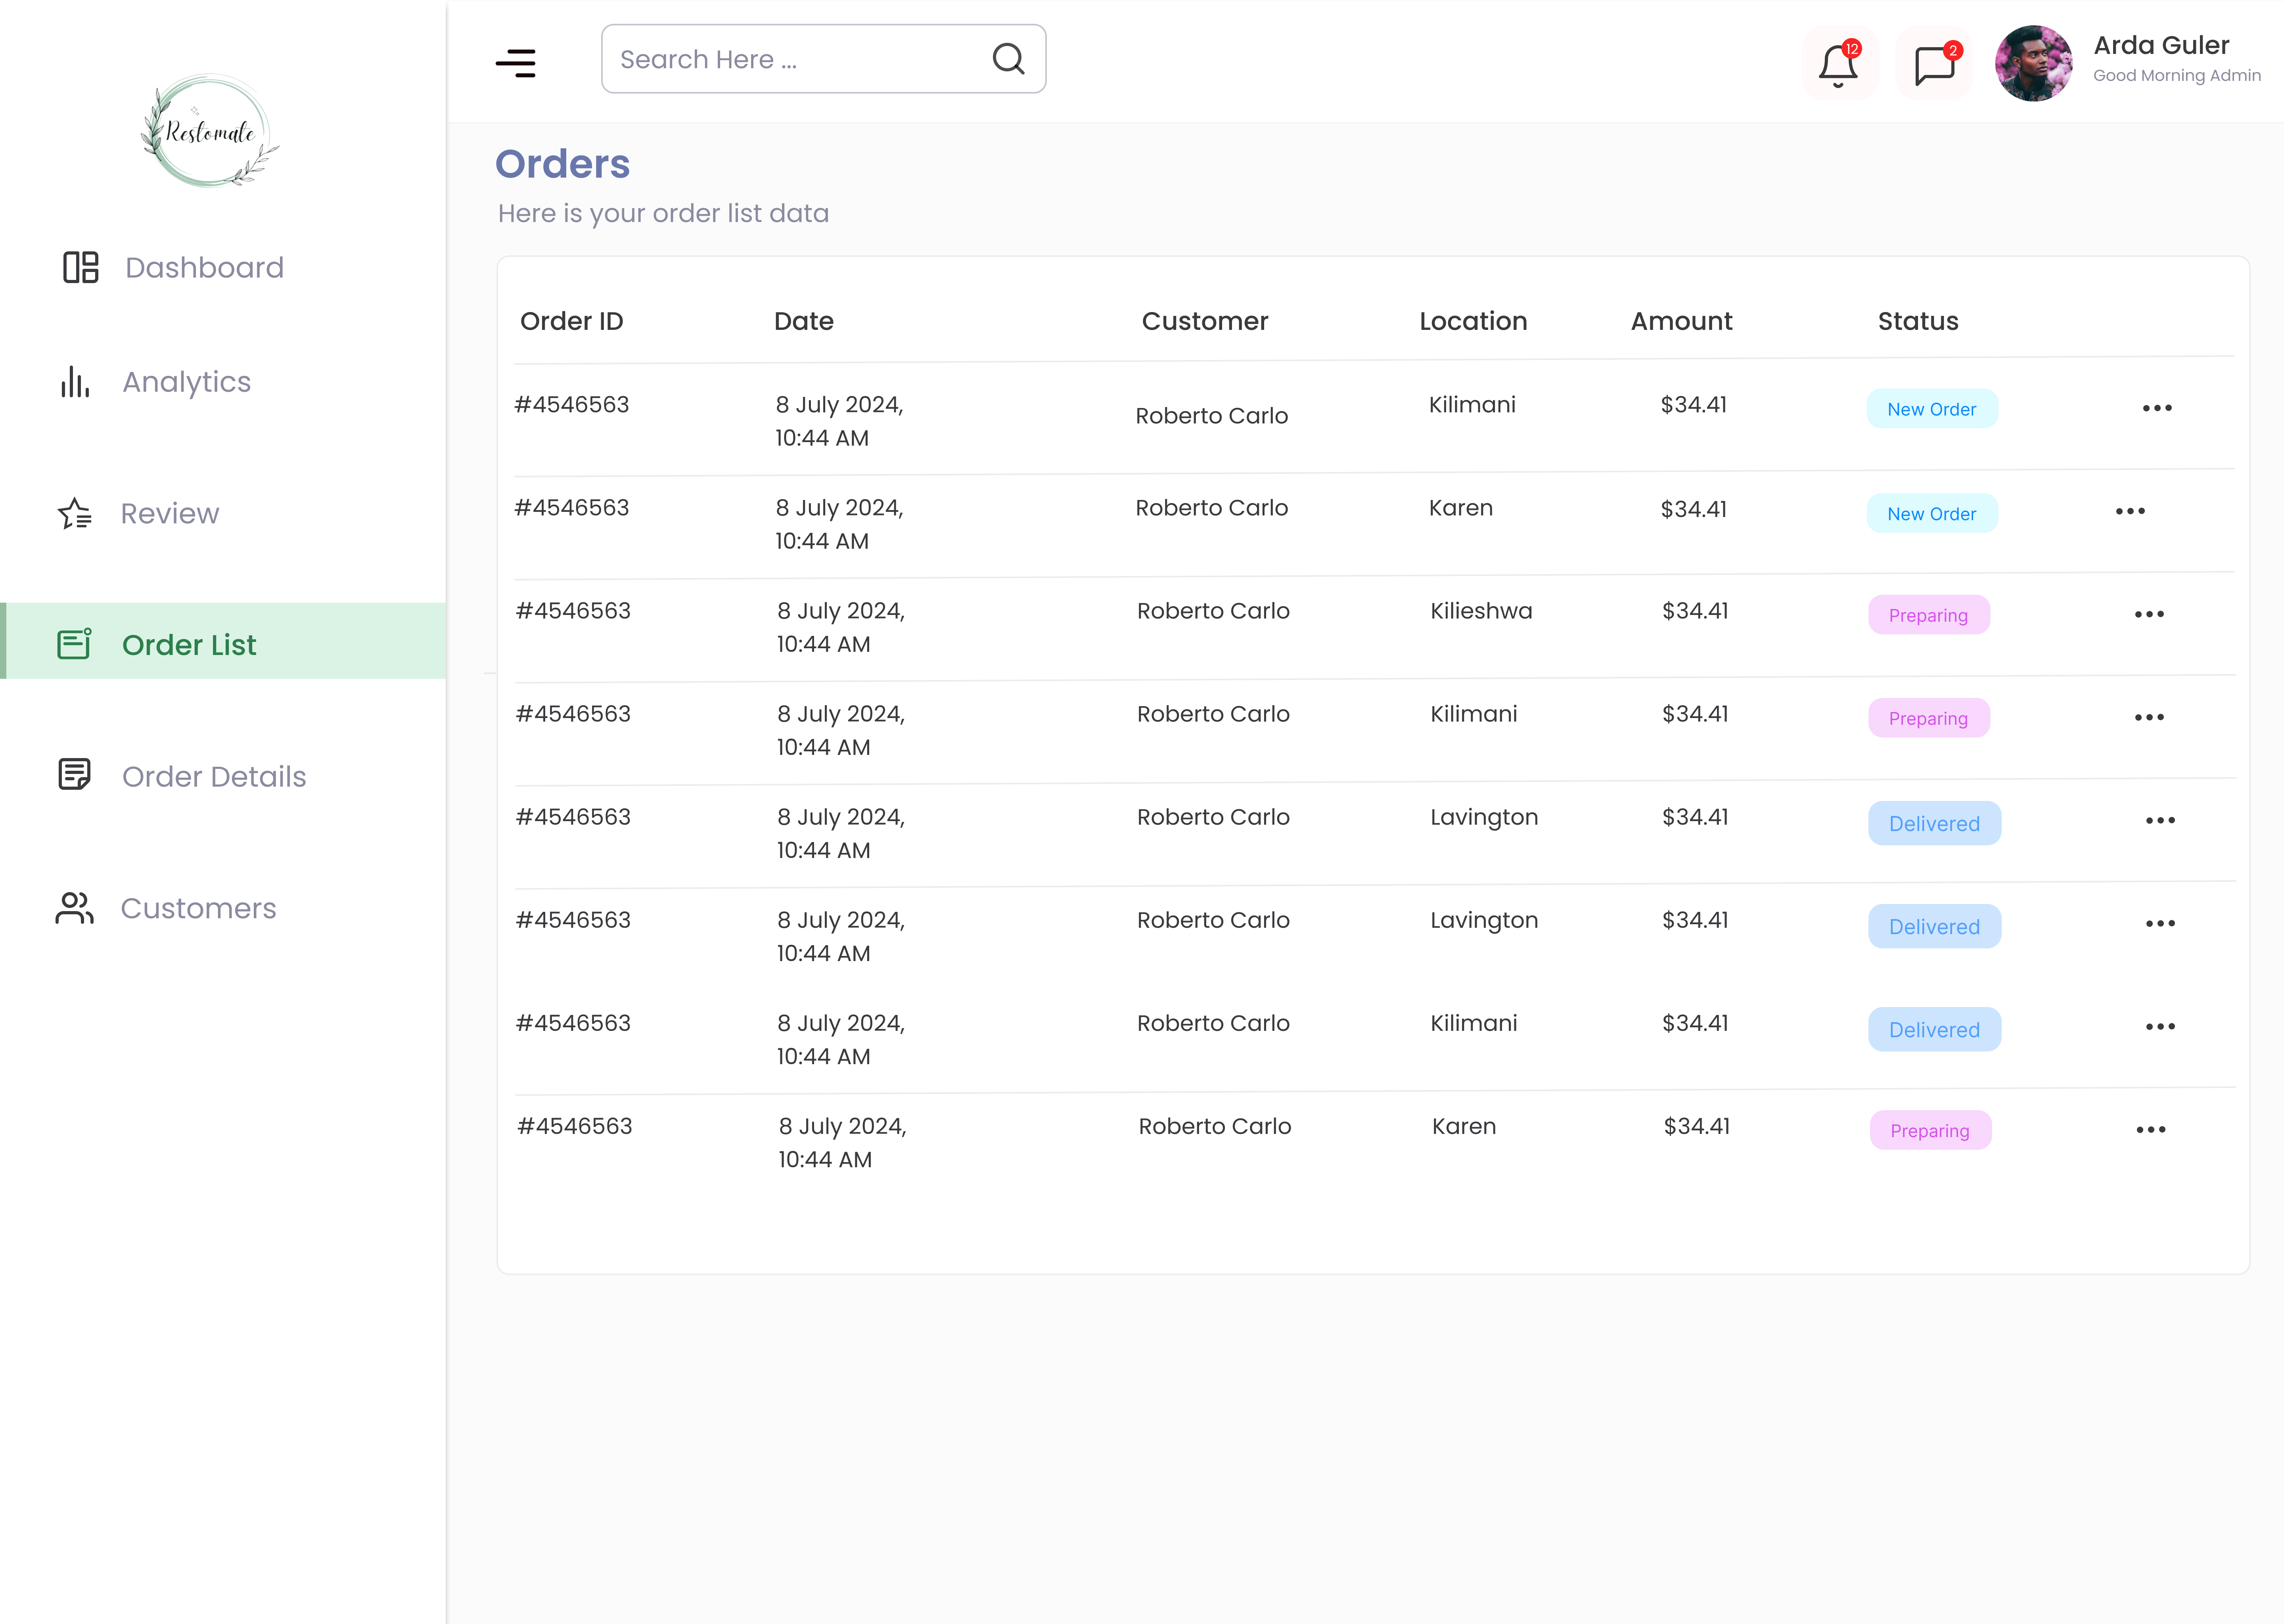 Restomate
Search Here ...
12
2
Arda Guler
Good Morning Admin
Dashboard
Analytics
Review
Order List
Order Details
Customers
Orders
Here is your order list data
Order ID Date Customer Location Amount Status
#4546563 8 July 2024, Roberto Carlo Kilimani $34.41 New Order
10:44 AM
#4546563 8 July 2024, Roberto Carlo Karen $34.41 New Order
10:44 AM
#4546563 8 July 2024, Roberto Carlo Kilieshwa $34.41 Preparing
10:44 AM
#4546563 8 July 2024, Roberto Carlo Kilimani $34.41 Preparing
10:44 AM
#4546563 8 July 2024, Roberto Carlo Lavington $34.41 Delivered
10:44 AM
#4546563 8 July 2024, Roberto Carlo Lavington $34.41 Delivered
10:44 AM
#4546563 8 July 2024, Roberto Carlo Kilimani $34.41 Delivered
10:44 AM
#4546563 8 July 2024, Roberto Carlo Karen $34.41 Preparing
10:44 AM